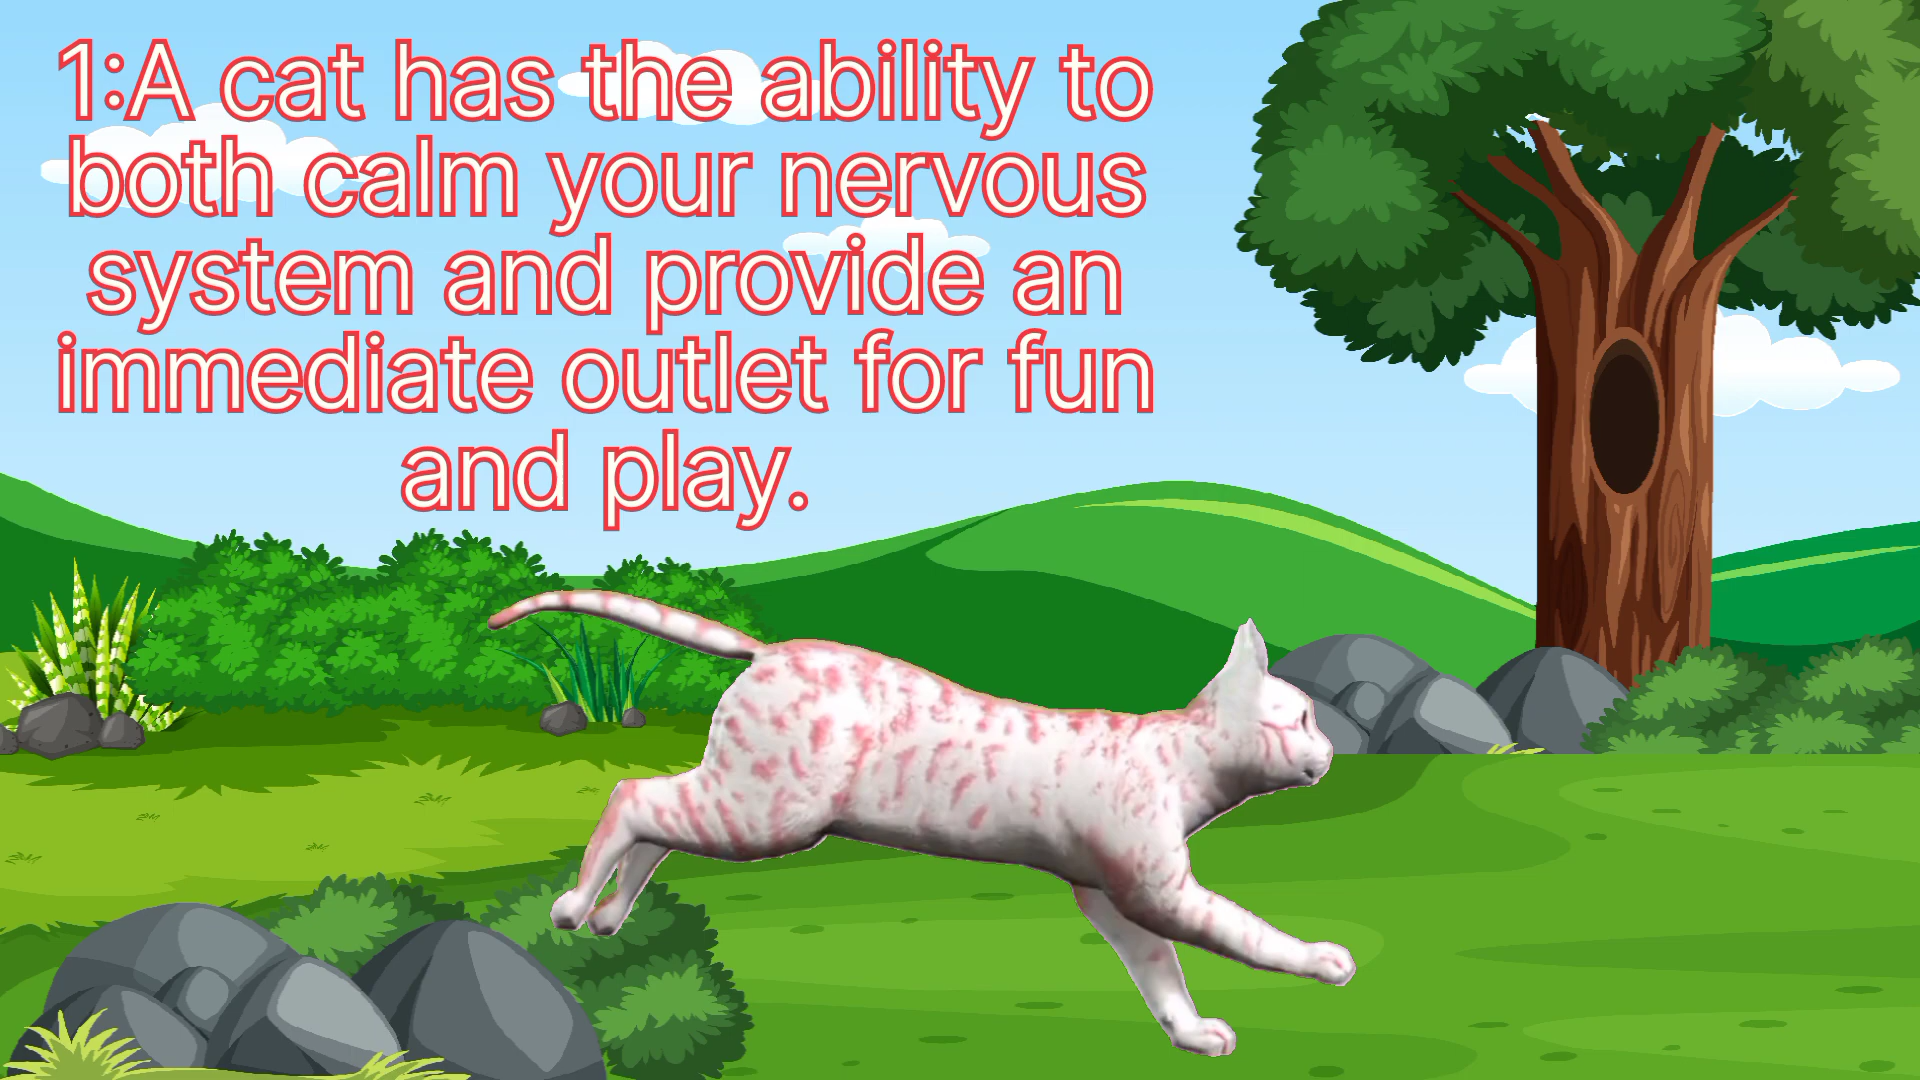 1:A cat has the ability to
both calm your nervous
system and provide an
immediate outlet for fun
and play.